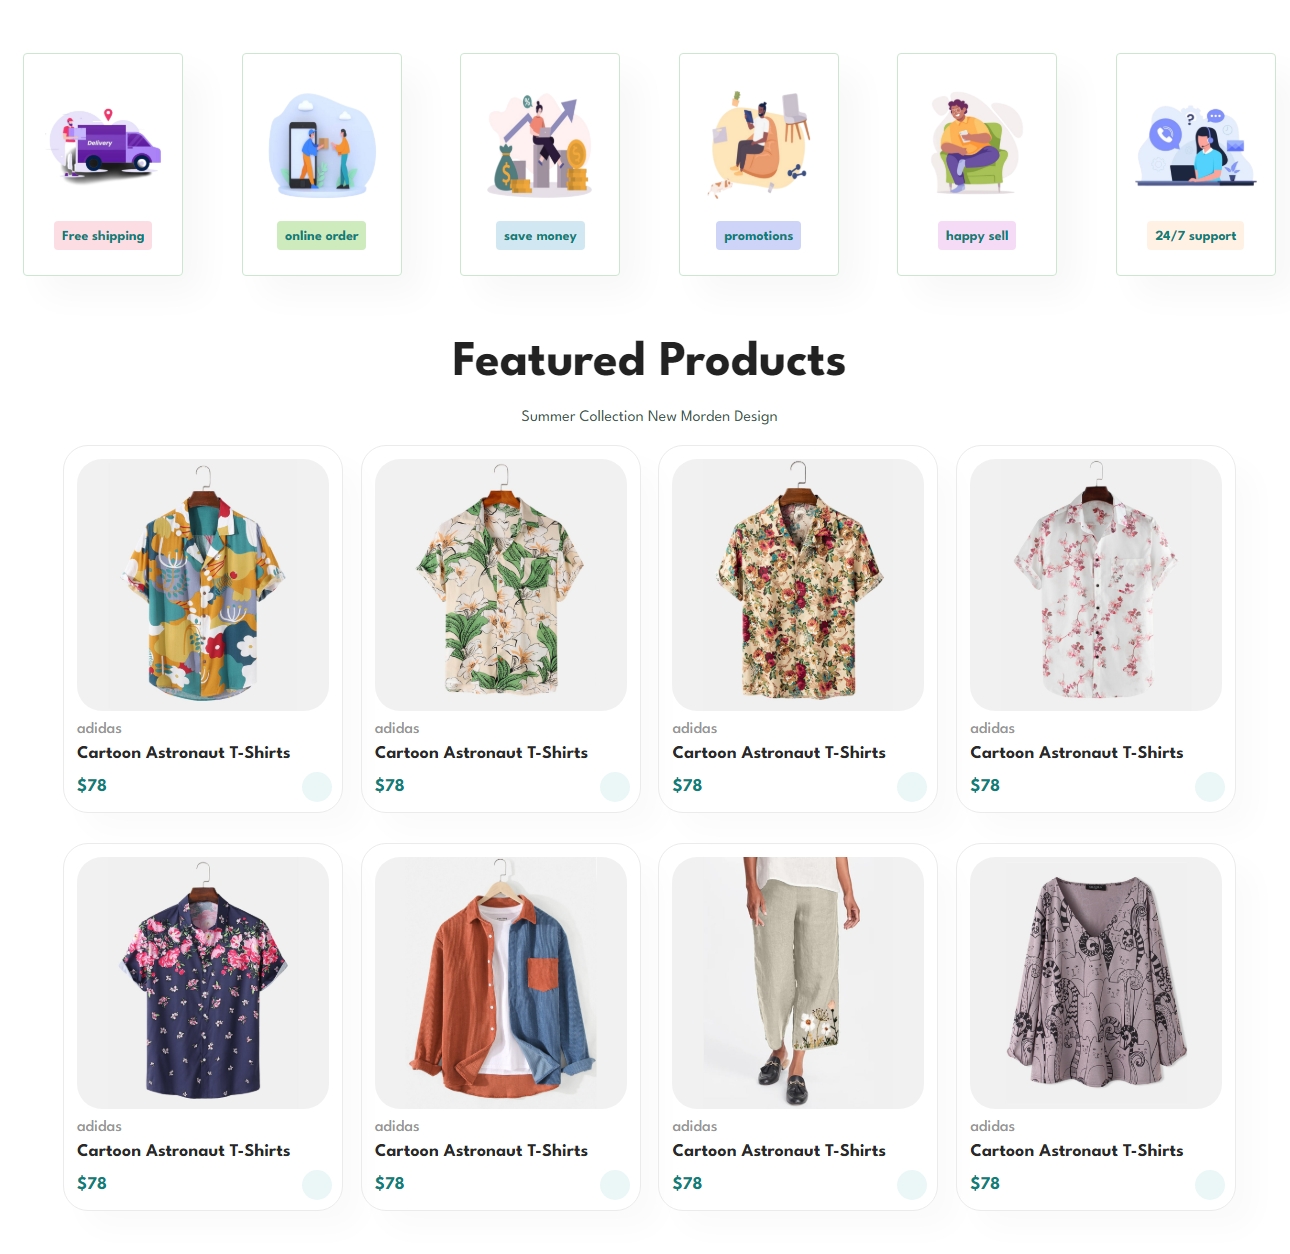 Delivery
?
$
$
$
Free shipping
online order
save money
promotions
happy sell
24/7 support
Featured Products
Summer Collection New Morden Design
adidas
Cartoon Astronaut T-Shirts
$78
adidas
Cartoon Astronaut T-Shirts
$78
adidas
Cartoon Astronaut T-Shirts
$78
adidas
Cartoon Astronaut T-Shirts
$78
adidas
Cartoon Astronaut T-Shirts
$78
adidas
Cartoon Astronaut T-Shirts
$78
adidas
Cartoon Astronaut T-Shirts
$78
adidas
Cartoon Astronaut T-Shirts
$78